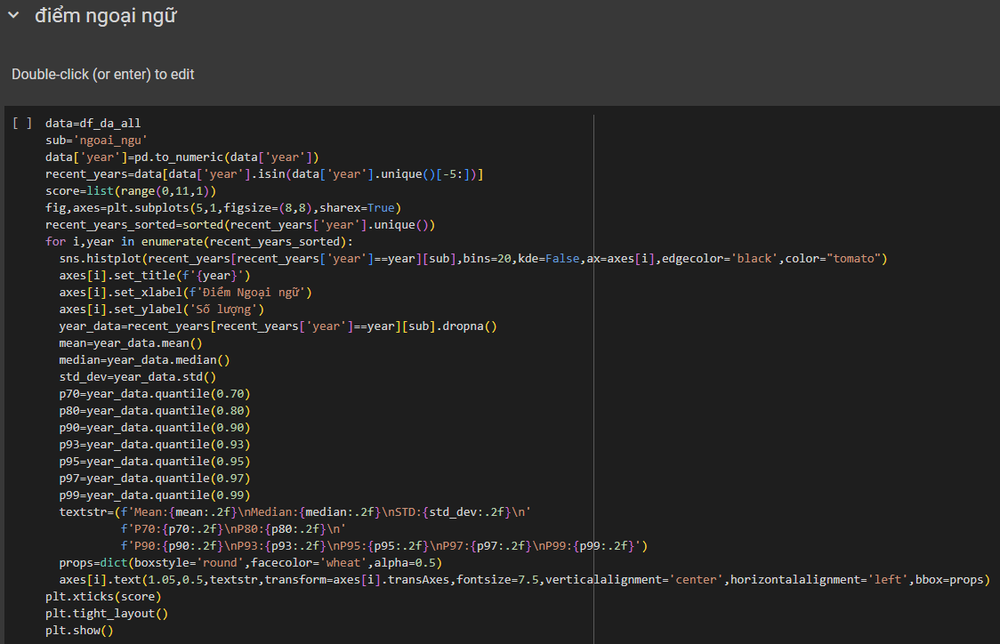 điểm ngoại ngữ
Double-click (or enter) to edit
[ ] data=df_da_all
sub='ngoai_ngu'
data['year']=pd.to_numeric(data['year'])
recent_years=data[data['year'].isin(data['year'].unique()[-5:])]
score=list(range(0,11,1))
fig,axes=plt.subplots(5,1,figsize=(8,8),sharex=True)
recent_years_sorted=sorted(recent_years['year'].unique())
for i,year in enumerate(recent_years_sorted):
  sns.histplot(recent_years[recent_years['year']==year][sub],bins=20,kde=False,ax=axes[i],edgecolor='black',color="tomato")
  axes[i].set_title(f'{year}')
  axes[i].set_xlabel(f'Điểm Ngoại ngữ')
  axes[i].set_ylabel('Số lượng')
  year_data=recent_years[recent_years['year']==year][sub].dropna()
  mean=year_data.mean()
  median=year_data.median()
  std_dev=year_data.std()
  p70=year_data.quantile(0.70)
  p80=year_data.quantile(0.80)
  p90=year_data.quantile(0.90)
  p93=year_data.quantile(0.93)
  p95=year_data.quantile(0.95)
  p97=year_data.quantile(0.97)
  p99=year_data.quantile(0.99)
  textstr=(f'Mean:{mean:.2f}\nMedian:{median:.2f}\nSTD:{std_dev:.2f}\n'
           f'P70:{p70:.2f}\nP80:{p80:.2f}\n'
           f'P90:{p90:.2f}\nP93:{p93:.2f}\nP95:{p95:.2f}\nP97:{p97:.2f}\nP99:{p99:.2f}')
  props=dict(boxstyle='round',facecolor='wheat',alpha=0.5)
  axes[i].text(1.05,0.5,textstr,transform=axes[i].transAxes,fontsize=7.5,verticalalignment='center',horizontalalignment='left',bbox=props)
plt.xticks(score)
plt.tight_layout()
plt.show()